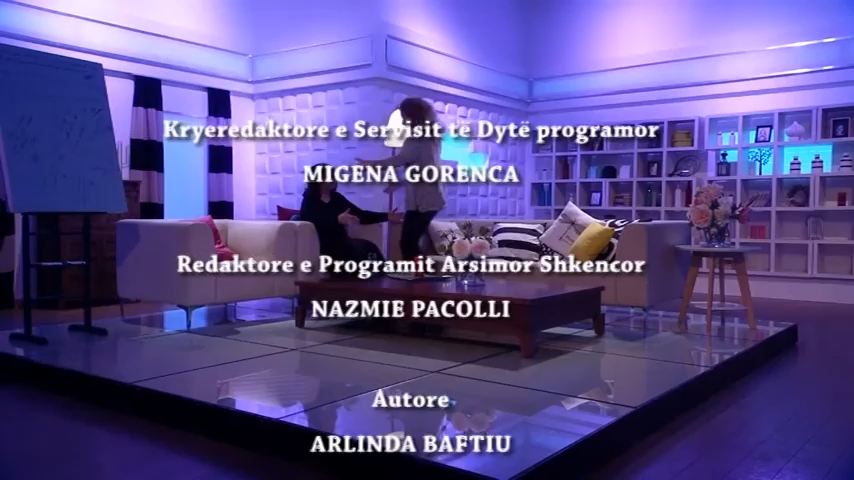 Kryeredaktore e Servisit të Dytë programor
MIGENA GORENCA
Redaktore e Programit Arsimor Shkencor
NAZMIE PACOLLI
Autore
ARLINDA BAFTIU